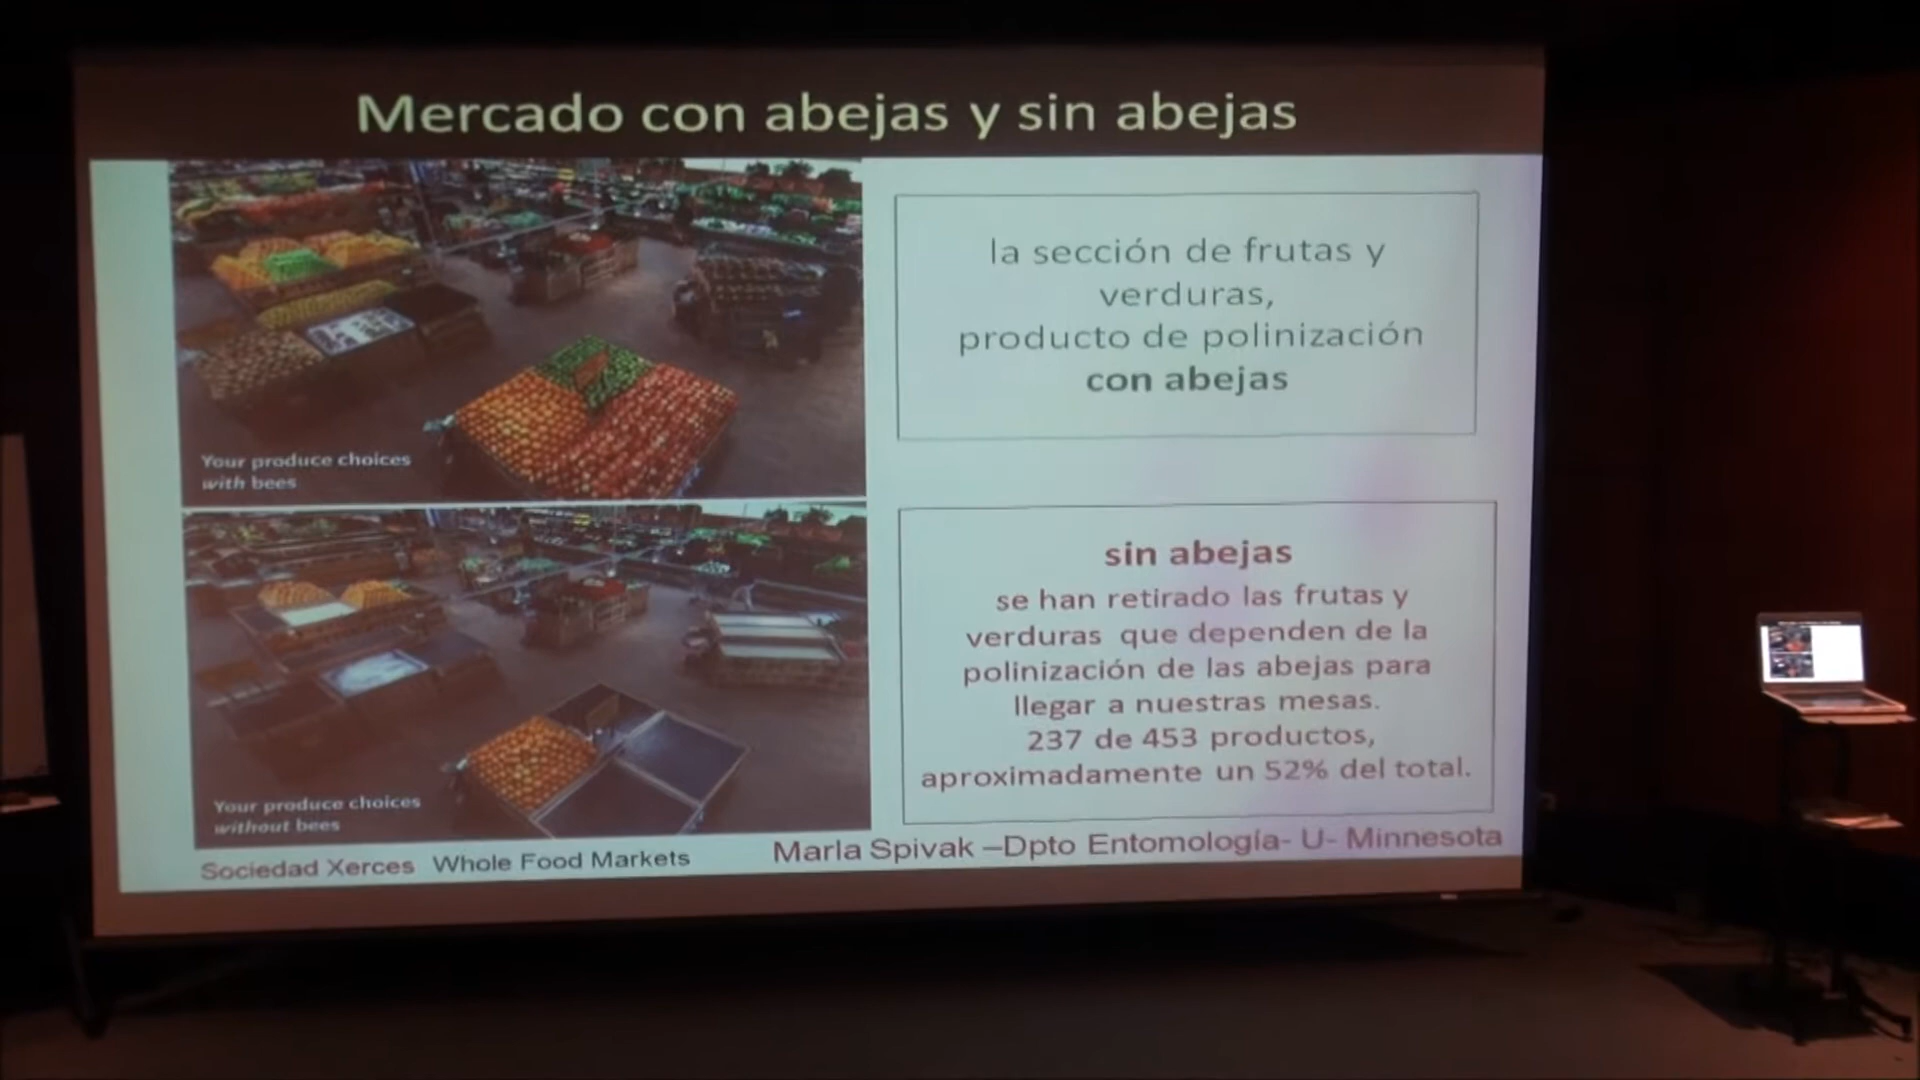 Mercado con abejas y sin abejas
la sección de frutas y
verduras,
producto de polinización
con abejas
Your produce choices
with bees
sin abejas
se han retirado las frutas y
verduras que dependen de la
polinización de las abejas para
llegar a nuestras mesas.
237 de 453 productos,
aproximadamente un 52% del total.
Your produce choices
without bees
Sociedad Xerces Whole Food Markets
Marla Spivak –Dpto Entomología- U- Minnesota